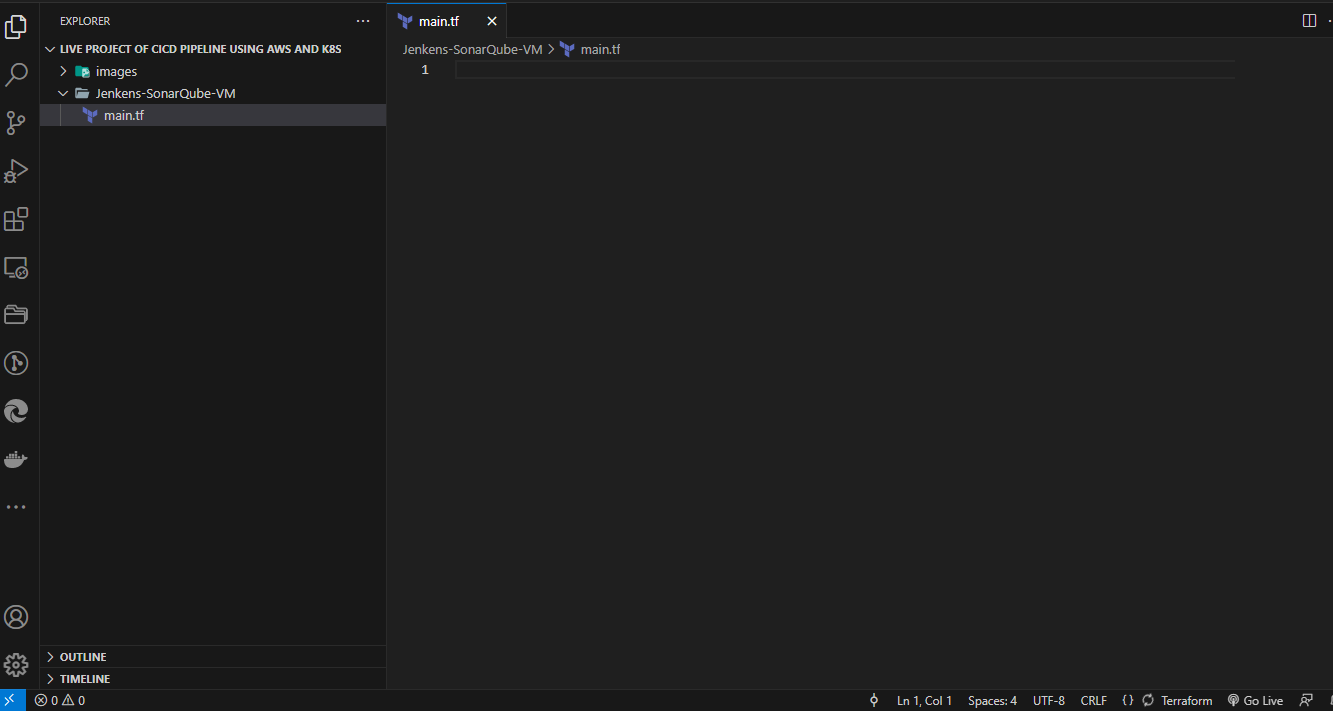 EXPLORER
LIVE PROJECT OF CICD PIPELINE USING AWS AND K8S
images
Jenkens-SonarQube-VM
main.tf
OUTLINE
TIMELINE
main.tf
Jenkens-SonarQube-VM > main.tf
1
0 0 Ln 1, Col 1 Spaces: 4 UTF-8 CRLF {} Terraform Go Live